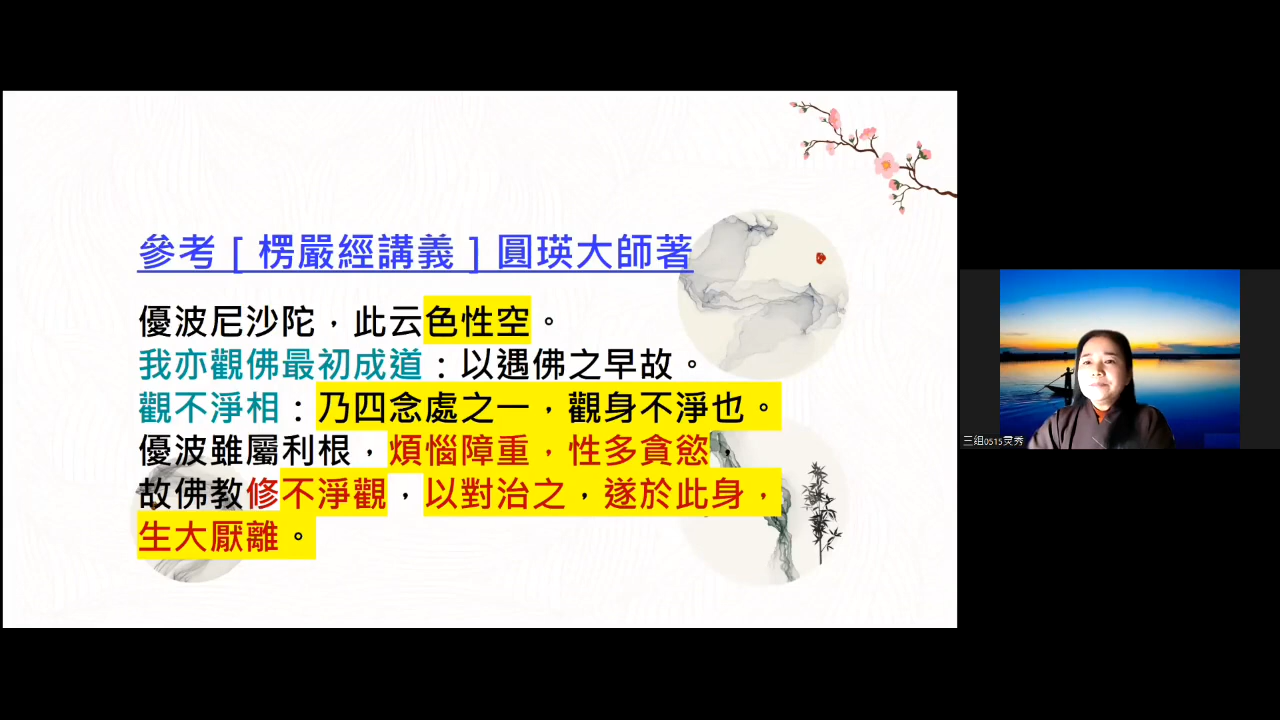 參考 [ 楞嚴經講義 ] 圓瑛大師著
優波尼沙陀，此云色性空。
我亦觀佛最初成道：以遇佛之早故。
觀不淨相：乃四念處之一，觀身不淨也。
優波雖屬利根，煩惱障重，性多貪慾，
故佛教修不淨觀，以對治之，遂於此身，
生大厭離。
三組0515灵秀